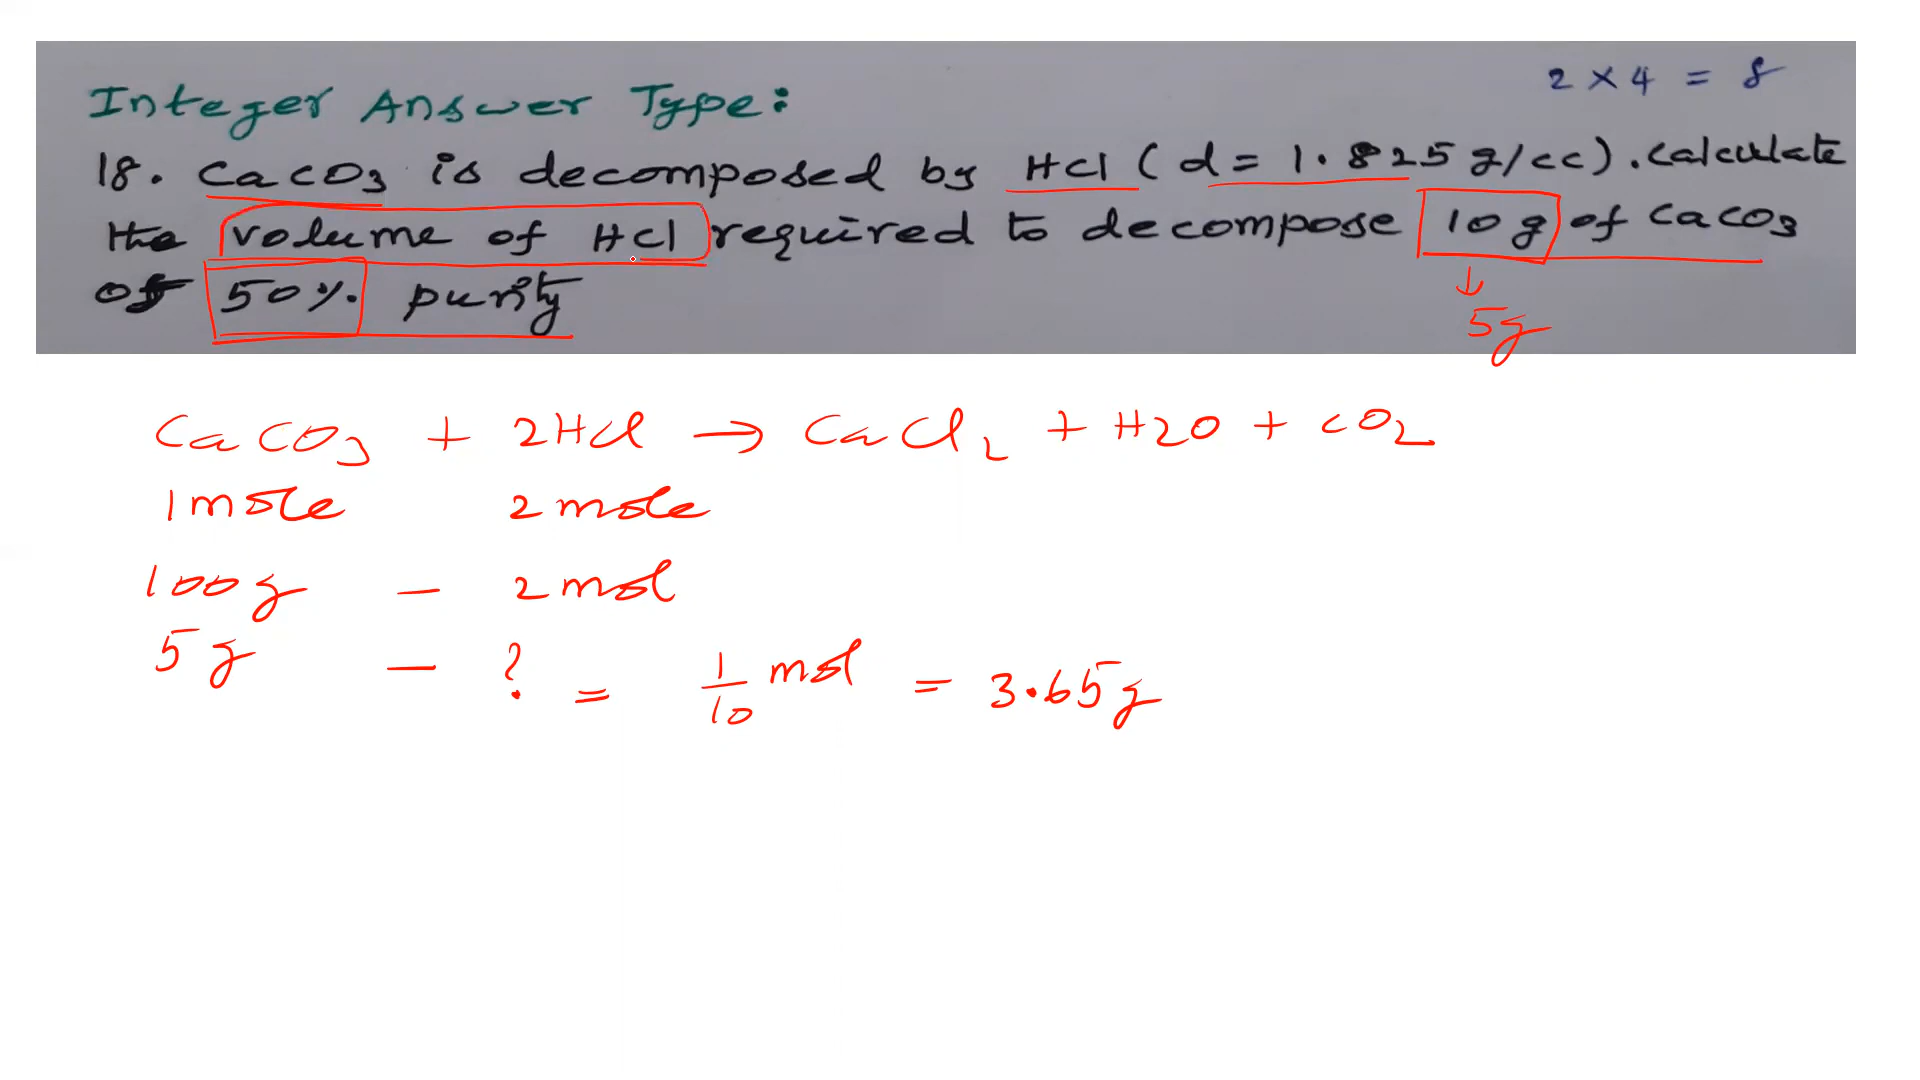 2 × 4 = 8
Integer Answer Type:
18. CaCO3 is decomposed by HCl (d = 1.825 g/cc). Calculate
the volume of HCl required to decompose 10 g of CaCO3
of 50% purity
↓
5g
CaCO3 + 2HCl → CaCl2 + H2O + CO2
1 mole 2 mole
100g – 2 mol
5g – ? = 1/10 mol = 3.65g